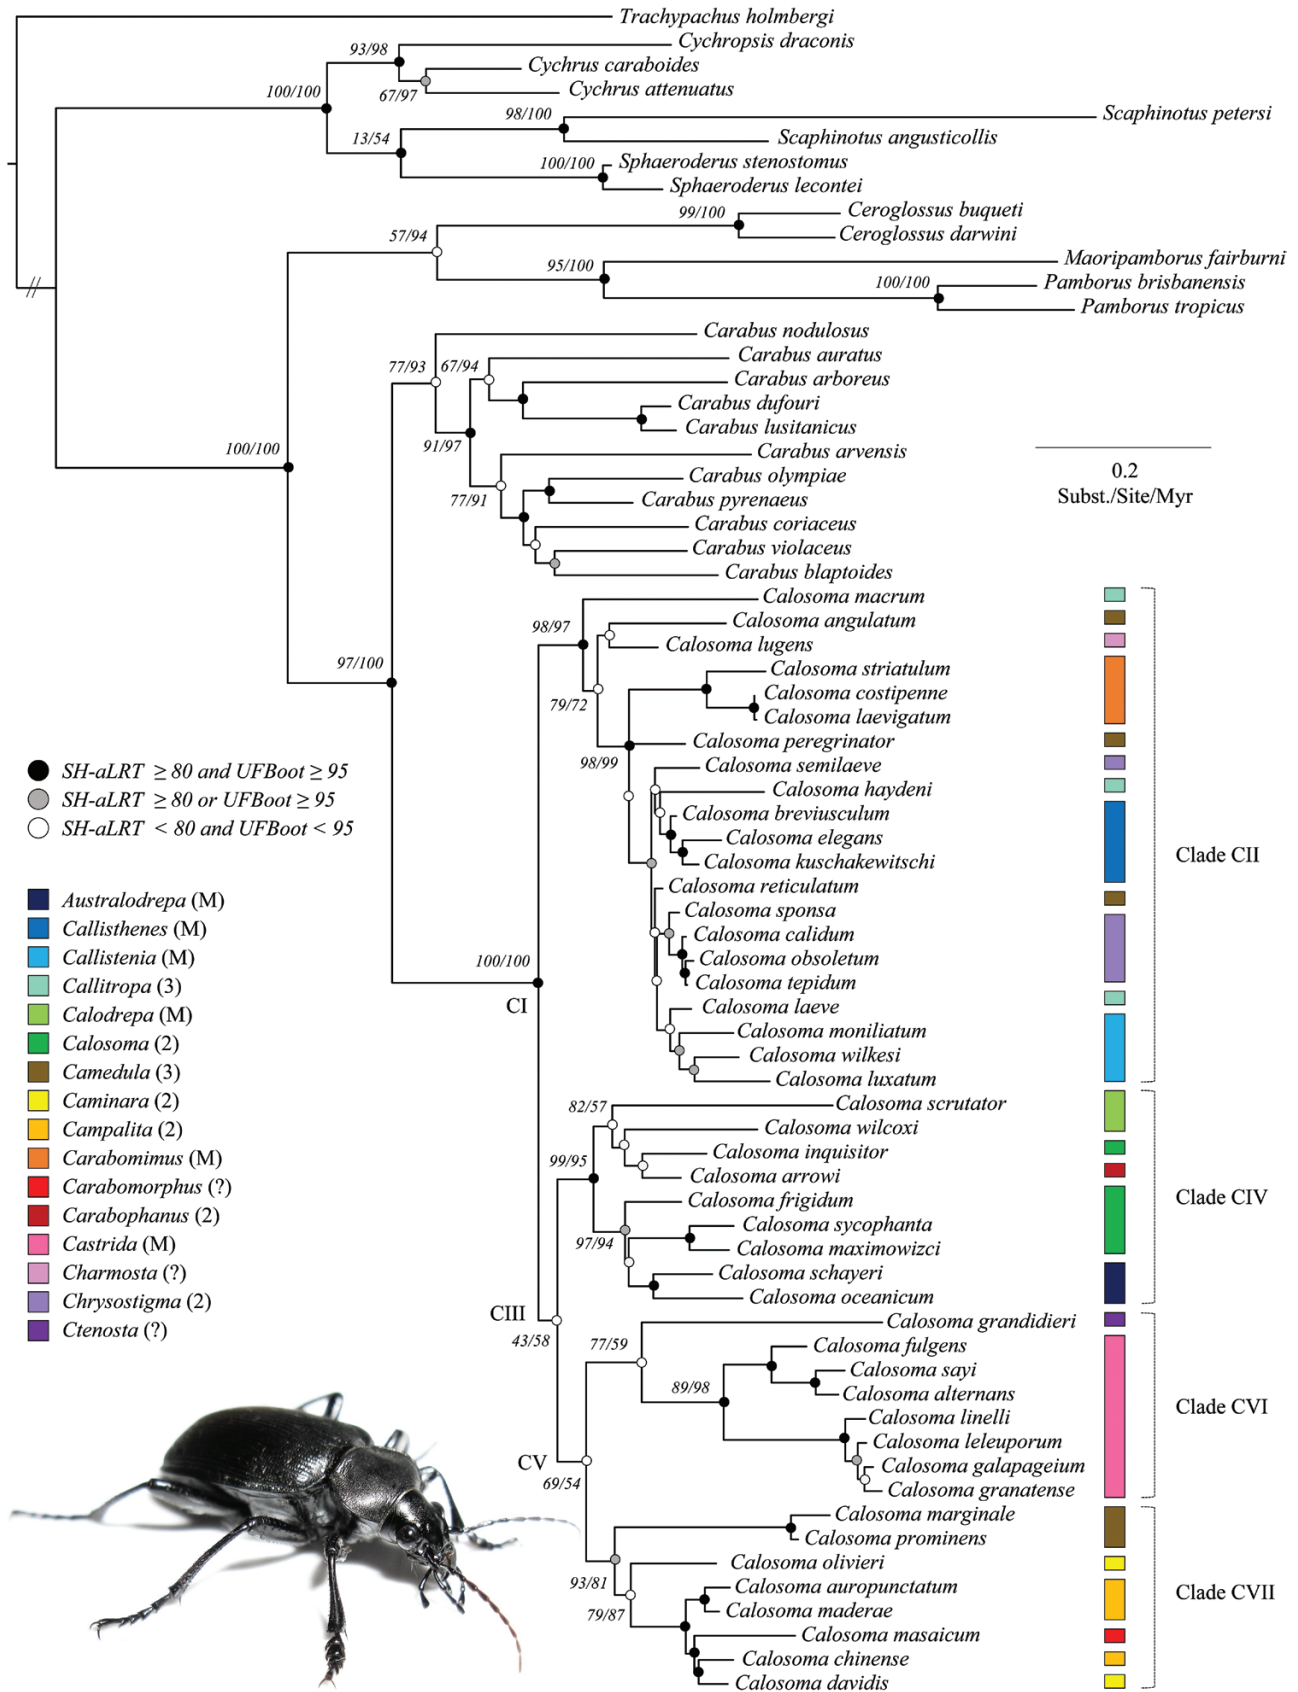 Trachypachus holmbergi
Cychropsis draconis
93/98
Cychrus caraboides
67/97
Cychrus attenuatus
100/100
98/100
Scaphinotus petersi
13/54
Scaphinotus angusticollis
100/100
Sphaeroderus stenostomus
Sphaeroderus lecontei
99/100
Ceroglossus buqueti
57/94
Ceroglossus darwini
95/100
Maoripamborus fairburni
100/100
Pamborus brisbanensis
Pamborus tropicus
Carabus nodulosus
77/93
67/94
Carabus auratus
Carabus arboreus
Carabus dufouri
Carabus lusitanicus
91/97
100/100
Carabus arvensis
Carabus olympiae
77/91
Carabus pyrenaeus
Carabus coriaceus
Carabus violaceus
Carabus blaptoides
0.2
Subst./Site/Myr
Calosoma macrum
98/97
Calosoma angulatum
Calosoma lugens
97/100
Calosoma striatulum
Calosoma costipenne
79/72
Calosoma laevigatum
Calosoma peregrinator
98/99
Calosoma semilaeve
Calosoma haydeni
Calosoma breviusculum
Calosoma elegans
Calosoma kuschakewitschi
Clade CII
Calosoma reticulatum
Calosoma sponsa
Calosoma calidum
Calosoma obsoletum
100/100
Calosoma tepidum
CI
Calosoma laeve
Calosoma moniliatum
Calosoma wilkesi
Calosoma luxatum
SH-aLRT ≥ 80 and UFBoot ≥ 95
SH-aLRT ≥ 80 or UFBoot ≥ 95
SH-aLRT < 80 and UFBoot < 95
Australodrepa (M)
Callisthenes (M)
Callistenia (M)
Callitropa (3)
Calodrepa (M)
Calosoma (2)
Camedula (3)
Caminara (2)
Campalita (2)
Carabomimus (M)
Carabomorphus (?)
Carabophanus (2)
Castrida (M)
Charmosta (?)
Chrysostigma (2)
Ctenosta (?)
82/57
Calosoma scrutator
Calosoma wilcoxi
99/95
Calosoma inquisitor
Calosoma arrowi
Clade CIV
Calosoma frigidum
Calosoma sycophanta
97/94
Calosoma maximowizci
Calosoma schayeri
Calosoma oceanicum
CIII
43/58
Calosoma grandidieri
77/59
Calosoma fulgens
Calosoma sayi
89/98
Calosoma alternans
Clade CVI
Calosoma linelli
Calosoma leleuporum
CV
Calosoma galapageium
69/54
Calosoma granatense
Calosoma marginale
Calosoma prominens
Calosoma olivieri
93/81
Calosoma auropunctatum
Clade CVII
79/87
Calosoma maderae
Calosoma masaicum
Calosoma chinense
Calosoma davidis